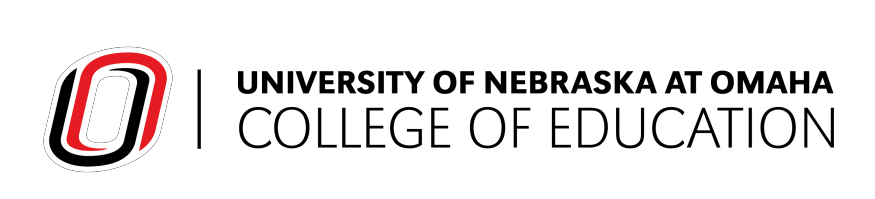 UNIVERSITY OF NEBRASKA AT OMAHA
COLLEGE OF EDUCATION